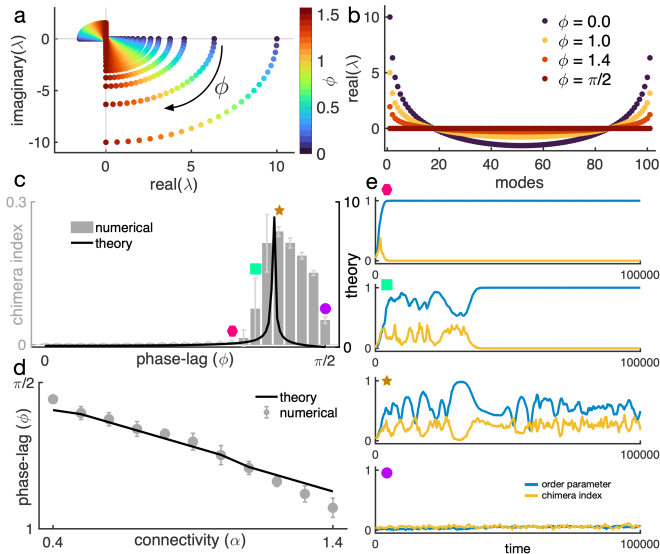 a
imaginary(λ)
0
-5
-10
0
5
10
real(λ)
ϕ
ϕ
1.5
1
0.5
0
b
real(λ)
10
5
0
0
20
40
60
80
100
modes
ϕ = 0.0
ϕ = 1.0
ϕ = 1.4
ϕ = π/2
c
chimera index
0.3
0
numerical
theory
10
0
theory
0
phase-lag (ϕ)
π/2
d
phase-lag (ϕ)
π/2
1
theory
numerical
0.4
connectivity (α)
1.4
e
1
0
0
100000
1
0
0
100000
1
0
0
100000
1
0
order parameter
chimera index
0
100000
time